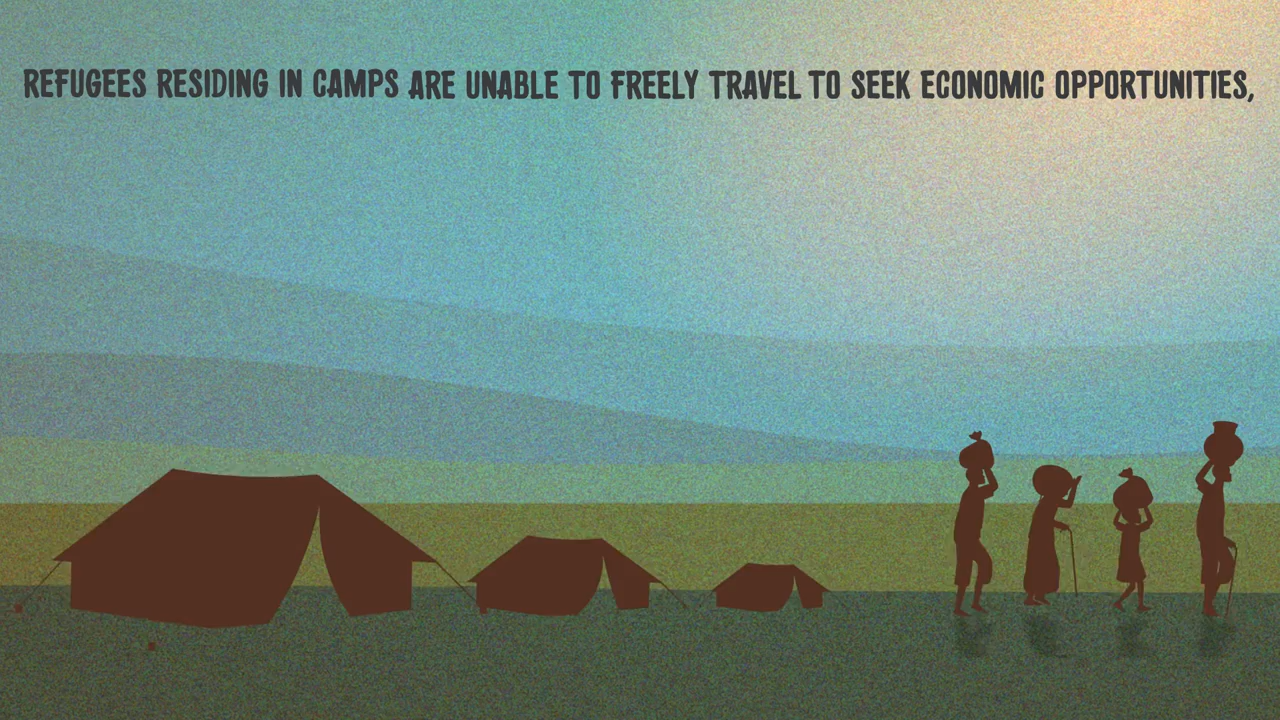 REFUGEES RESIDING IN CAMPS ARE UNABLE TO FREELY TRAVEL TO SEEK ECONOMIC OPPORTUNITIES,